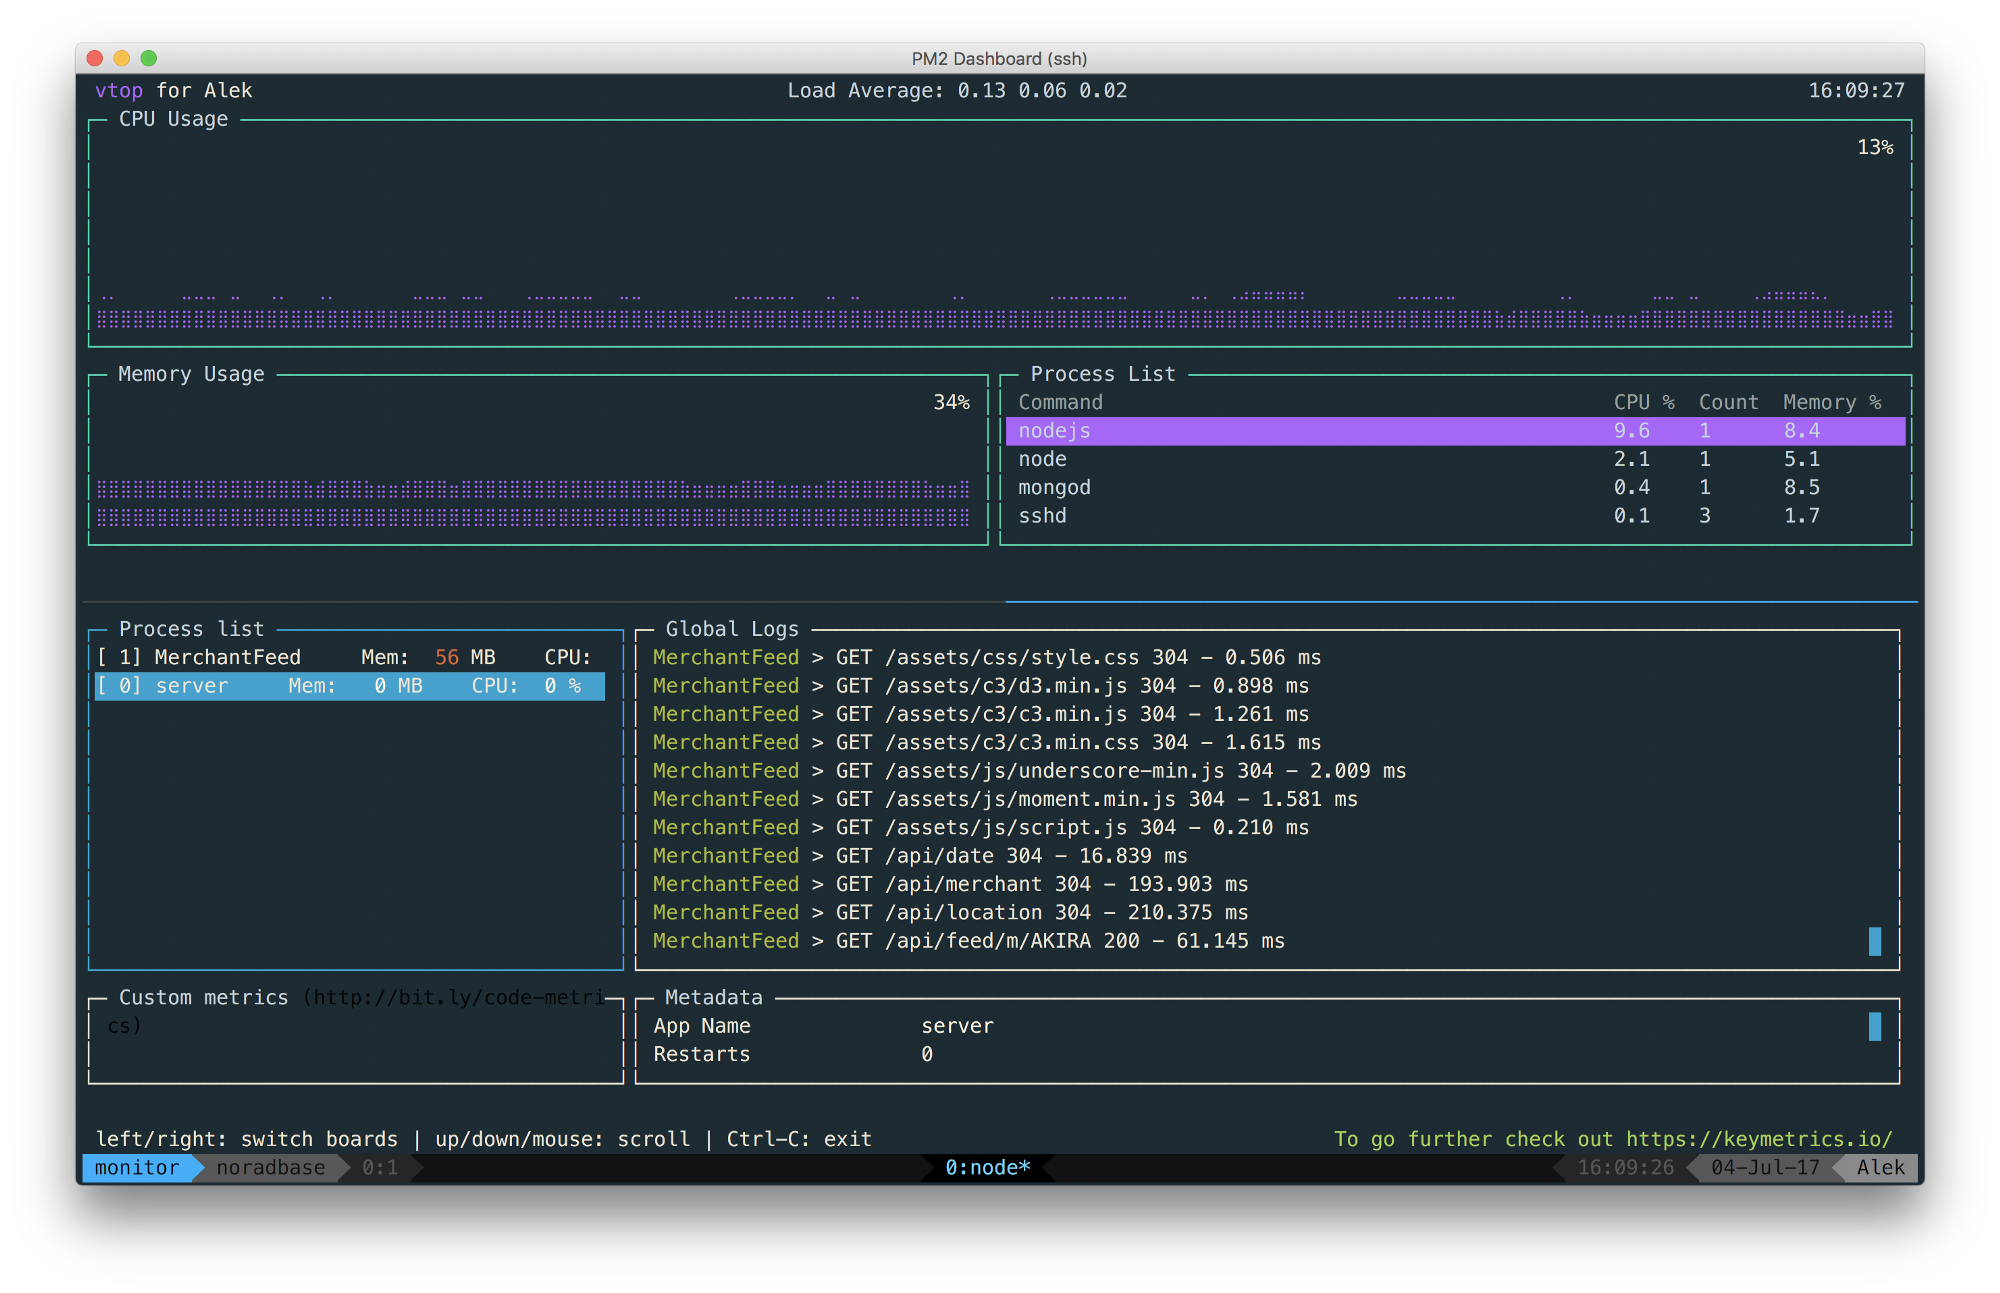 PM2 Dashboard (ssh)
vtop for Alek Load Average: 0.13 0.06 0.02 16:09:27
CPU Usage
13%
Memory Usage
34%
Process List
Command CPU % Count Memory %
nodejs 9.6 1 8.4
node 2.1 1 5.1
mongod 0.4 1 8.5
sshd 0.1 3 1.7
Process list
[ 1] MerchantFeed Mem: 56 MB CPU:
[ 0] server Mem: 0 MB CPU: 0 %
Global Logs
MerchantFeed > GET /assets/css/style.css 304 - 0.506 ms
MerchantFeed > GET /assets/c3/d3.min.js 304 - 0.898 ms
MerchantFeed > GET /assets/c3/c3.min.js 304 - 1.261 ms
MerchantFeed > GET /assets/c3/c3.min.css 304 - 1.615 ms
MerchantFeed > GET /assets/js/underscore-min.js 304 - 2.009 ms
MerchantFeed > GET /assets/js/moment.min.js 304 - 1.581 ms
MerchantFeed > GET /assets/js/script.js 304 - 0.210 ms
MerchantFeed > GET /api/date 304 - 16.839 ms
MerchantFeed > GET /api/merchant 304 - 193.903 ms
MerchantFeed > GET /api/location 304 - 210.375 ms
MerchantFeed > GET /api/feed/m/AKIRA 200 - 61.145 ms
Custom metrics (http://bit.ly/code-metri
cs)
Metadata
App Name server
Restarts 0
left/right: switch boards | up/down/mouse: scroll | Ctrl-C: exit To go further check out https://keymetrics.io/
monitor noradbase 0:1 0:node* 16:09:26 04-Jul-17 Alek